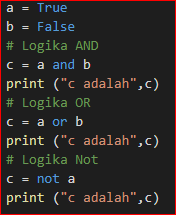 a = True
b = False
# Logika AND
c = a and b
print ("c adalah",c)
# Logika OR
c = a or b
print ("c adalah",c)
# Logika Not
c = not a
print ("c adalah",c)